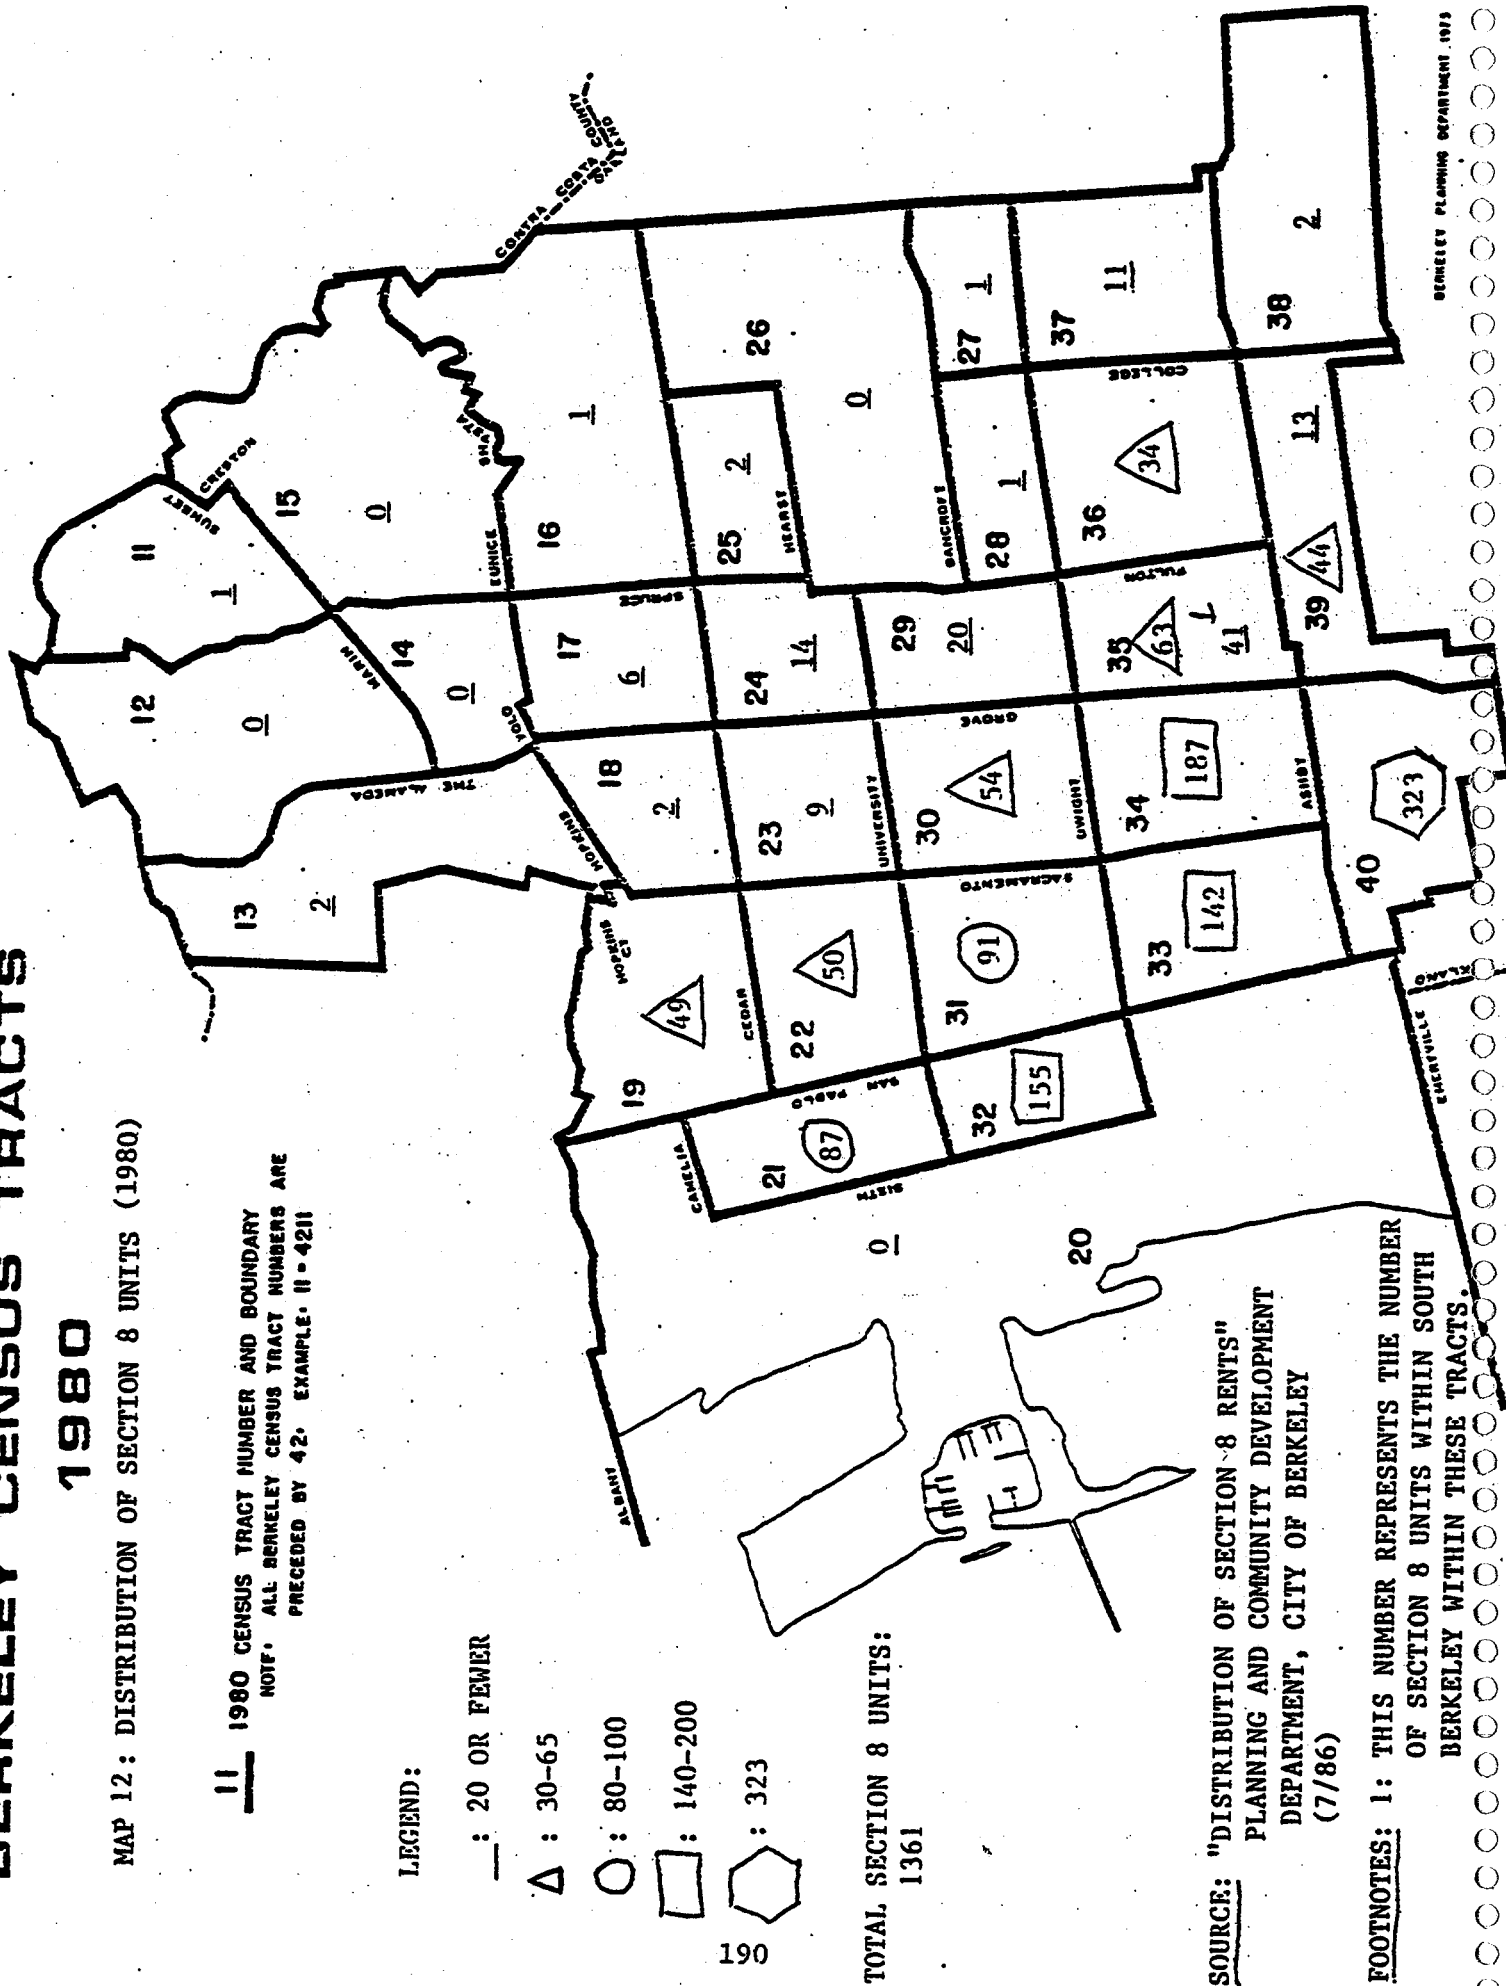 BERKELEY CENSUS TRACTS
1980
MAP 12: DISTRIBUTION OF SECTION 8 UNITS (1980)
11 1980 CENSUS TRACT NUMBER AND BOUNDARY
NOTE: ALL BERKELEY CENSUS TRACT NUMBERS ARE
PRECEDED BY 42. EXAMPLE: 11 = 4211
LEGEND:
: 20 OR FEWER
: 30-65
: 80-100
: 140-200
: 323
TOTAL SECTION 8 UNITS:
1361
SOURCE: "DISTRIBUTION OF SECTION 8 RENTS"
PLANNING AND COMMUNITY DEVELOPMENT
DEPARTMENT, CITY OF BERKELEY
(7/86)
FOOTNOTES: 1: THIS NUMBER REPRESENTS THE NUMBER
OF SECTION 8 UNITS WITHIN SOUTH
BERKELEY WITHIN THESE TRACTS.
190
11
1
SUNSET
CRESTON
12
0
MARIN
15
0
13
2
THE ALAMEDA
14
0
YOLO
EUNICE
SHASTA
CONTRA COSTA COUNTY
OAKLAND
16
1
SPRUCE
17
6
HOPKINS
18
2
HOPKINS CT
19
49
CEDAR
ALBANY
CAMELIA
21
87
SIXTH
SAN PABLO
22
50
23
9
24
14
25
2
HEARST
26
0
UNIVERSITY
20
0
29
20
GROVE
30
54
SACRAMENTO
31
91
32
155
BANCROFT
27
1
28
1
DWIGHT
33
142
34
187
35
63
41
FULTON
36
34
COLLEGE
37
11
38
2
ASHBY
39
44
13
40
323
EMERYVILLE
BERKELEY PLANNING DEPARTMENT 1975